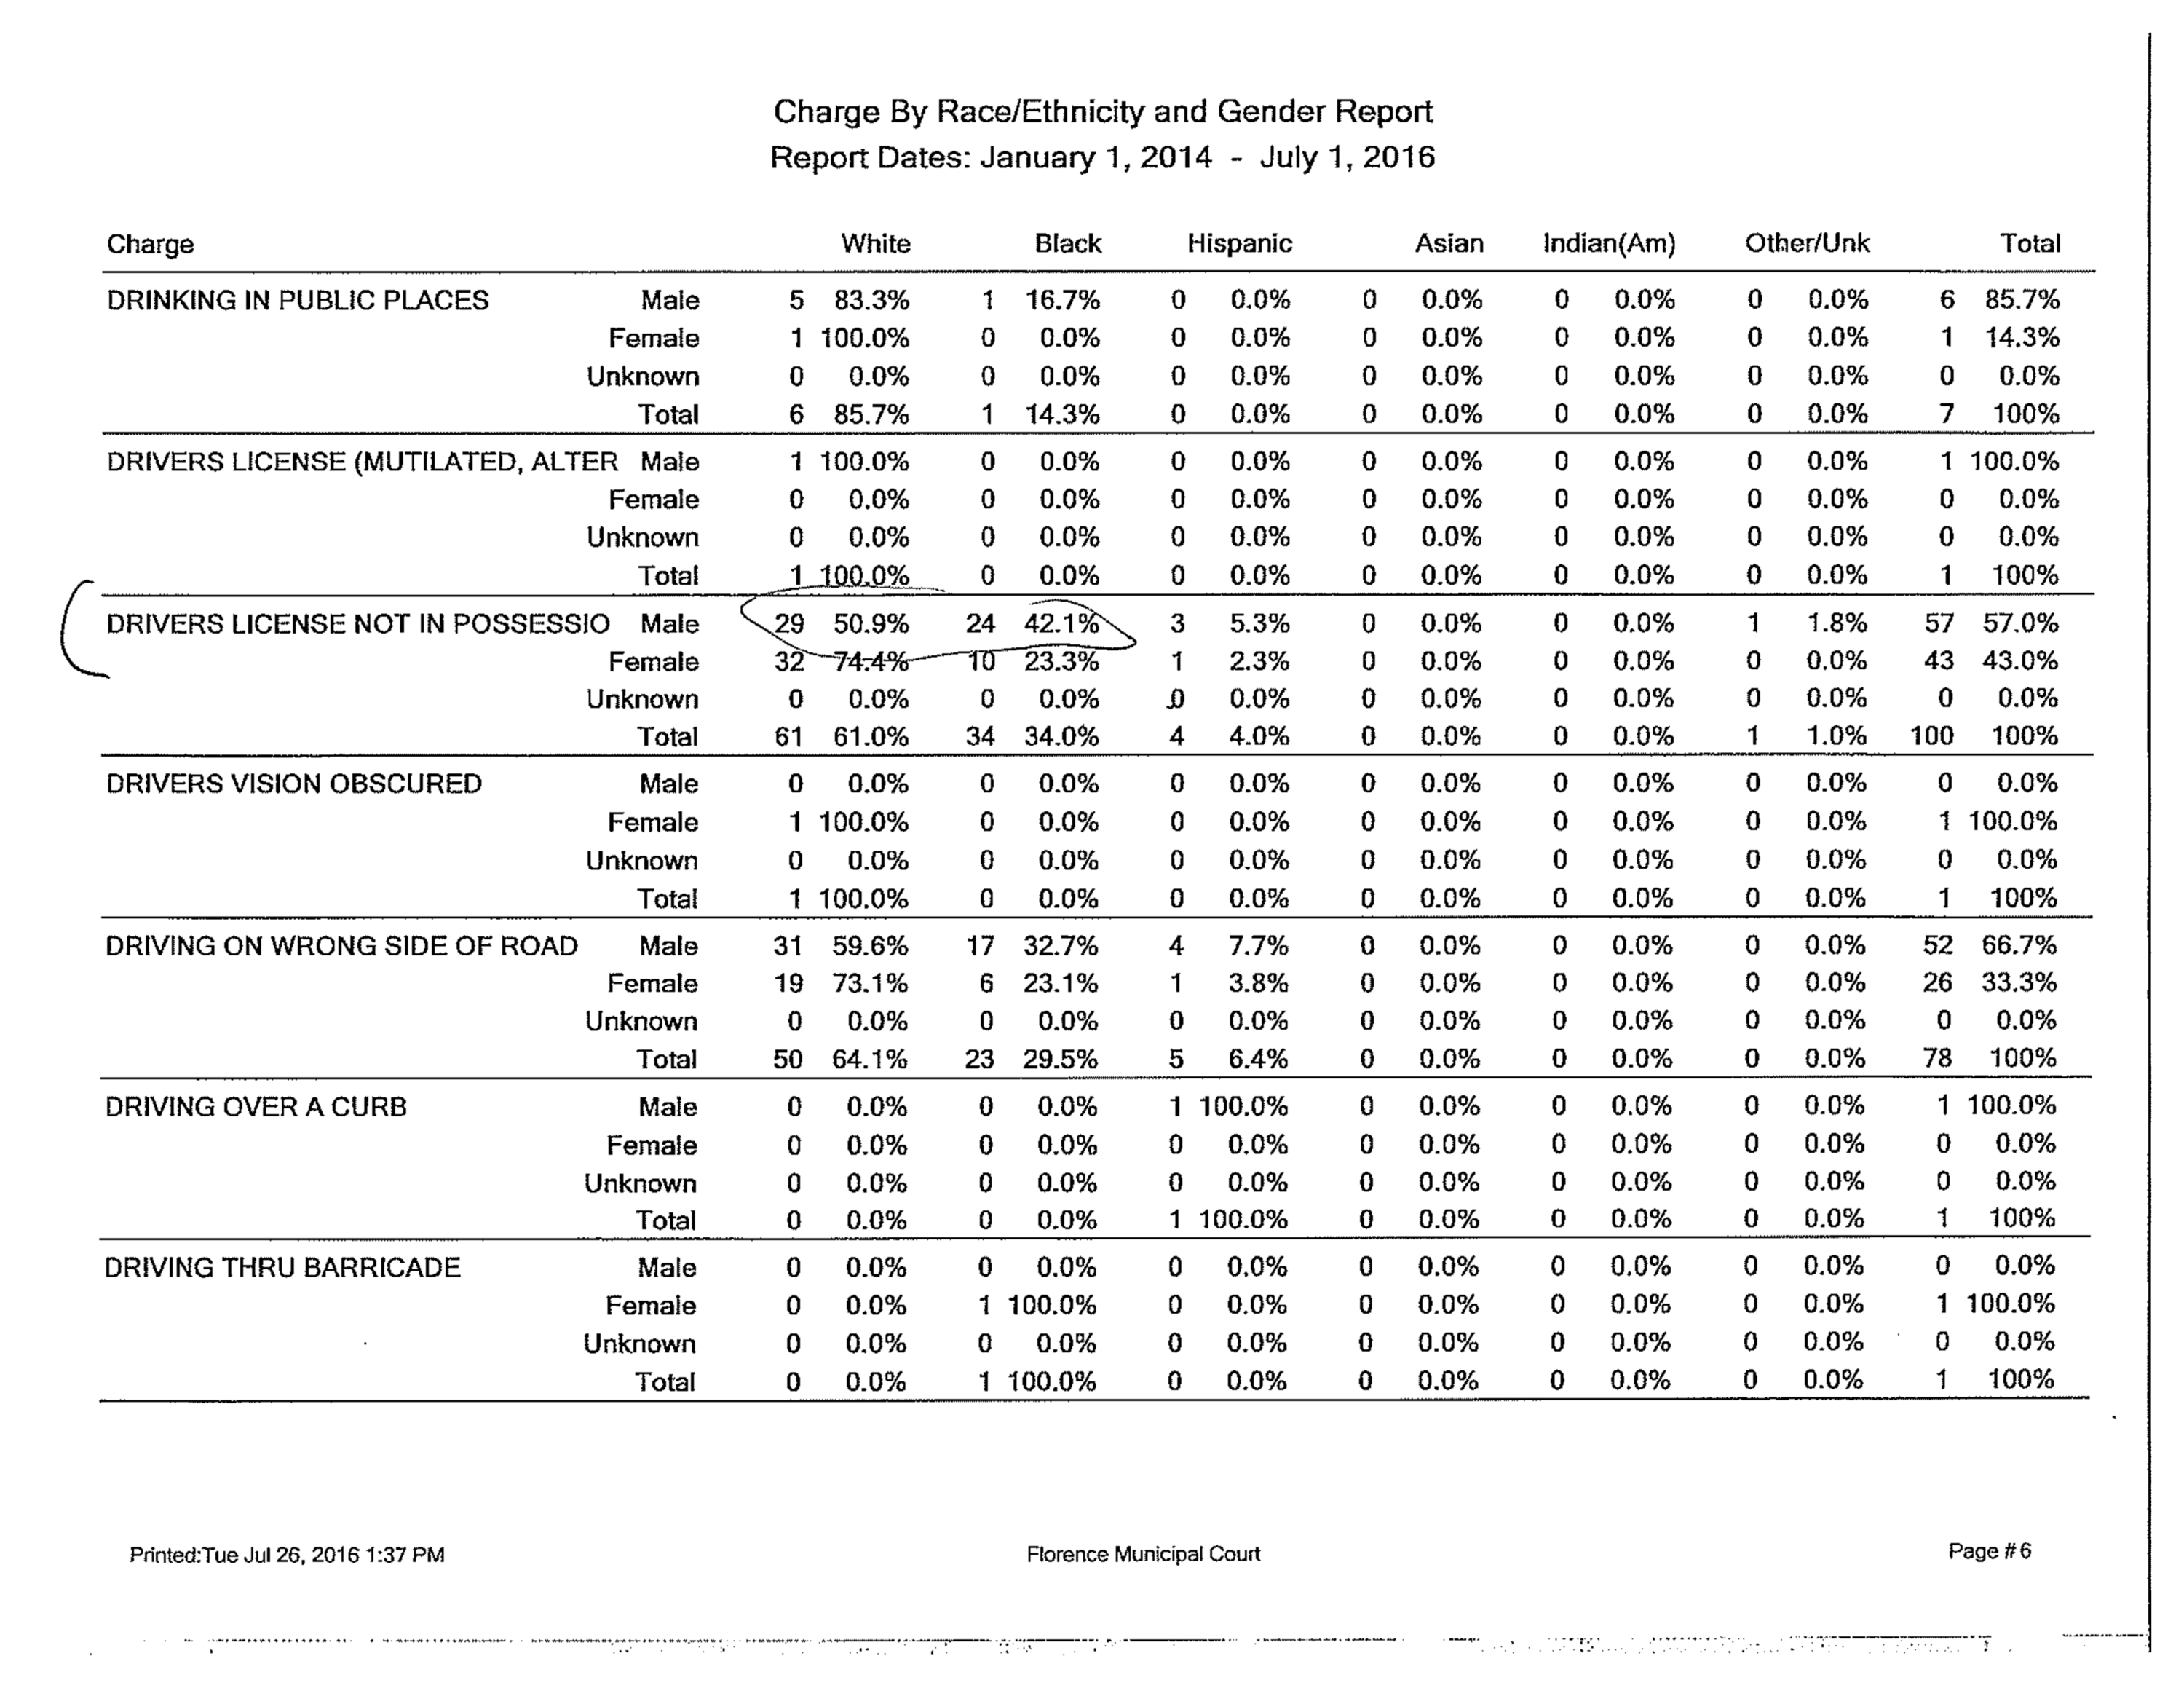 Charge By Race/Ethnicity and Gender Report
Report Dates: January 1, 2014 - July 1, 2016
Charge White Black Hispanic Asian Indian(Am) Other/Unk Total
DRINKING IN PUBLIC PLACES Male 5 83.3% 1 16.7% 0 0.0% 0 0.0% 0 0.0% 0 0.0% 6 85.7%
Female 1 100.0% 0 0.0% 0 0.0% 0 0.0% 0 0.0% 0 0.0% 1 14.3%
Unknown 0 0.0% 0 0.0% 0 0.0% 0 0.0% 0 0.0% 0 0.0% 0 0.0%
Total 6 85.7% 1 14.3% 0 0.0% 0 0.0% 0 0.0% 0 0.0% 7 100%
DRIVERS LICENSE (MUTILATED, ALTER Male 1 100.0% 0 0.0% 0 0.0% 0 0.0% 0 0.0% 0 0.0% 1 100.0%
Female 0 0.0% 0 0.0% 0 0.0% 0 0.0% 0 0.0% 0 0.0% 0 0.0%
Unknown 0 0.0% 0 0.0% 0 0.0% 0 0.0% 0 0.0% 0 0.0% 0 0.0%
Total 1 100.0% 0 0.0% 0 0.0% 0 0.0% 0 0.0% 0 0.0% 1 100%
DRIVERS LICENSE NOT IN POSSESSIO Male 29 50.9% 24 42.1% 3 5.3% 0 0.0% 0 0.0% 1 1.8% 57 57.0%
Female 32 74.4% 10 23.3% 1 2.3% 0 0.0% 0 0.0% 0 0.0% 43 43.0%
Unknown 0 0.0% 0 0.0% 0 0.0% 0 0.0% 0 0.0% 0 0.0% 0 0.0%
Total 61 61.0% 34 34.0% 4 4.0% 0 0.0% 0 0.0% 1 1.0% 100 100%
DRIVERS VISION OBSCURED Male 0 0.0% 0 0.0% 0 0.0% 0 0.0% 0 0.0% 0 0.0% 0 0.0%
Female 1 100.0% 0 0.0% 0 0.0% 0 0.0% 0 0.0% 0 0.0% 1 100.0%
Unknown 0 0.0% 0 0.0% 0 0.0% 0 0.0% 0 0.0% 0 0.0% 0 0.0%
Total 1 100.0% 0 0.0% 0 0.0% 0 0.0% 0 0.0% 0 0.0% 1 100%
DRIVING ON WRONG SIDE OF ROAD Male 31 59.6% 17 32.7% 4 7.7% 0 0.0% 0 0.0% 0 0.0% 52 66.7%
Female 19 73.1% 6 23.1% 1 3.8% 0 0.0% 0 0.0% 0 0.0% 26 33.3%
Unknown 0 0.0% 0 0.0% 0 0.0% 0 0.0% 0 0.0% 0 0.0% 0 0.0%
Total 50 64.1% 23 29.5% 5 6.4% 0 0.0% 0 0.0% 0 0.0% 78 100%
DRIVING OVER A CURB Male 0 0.0% 0 0.0% 1 100.0% 0 0.0% 0 0.0% 0 0.0% 1 100.0%
Female 0 0.0% 0 0.0% 0 0.0% 0 0.0% 0 0.0% 0 0.0% 0 0.0%
Unknown 0 0.0% 0 0.0% 0 0.0% 0 0.0% 0 0.0% 0 0.0% 0 0.0%
Total 0 0.0% 0 0.0% 1 100.0% 0 0.0% 0 0.0% 0 0.0% 1 100%
DRIVING THRU BARRICADE Male 0 0.0% 0 0.0% 0 0.0% 0 0.0% 0 0.0% 0 0.0% 0 0.0%
Female 0 0.0% 1 100.0% 0 0.0% 0 0.0% 0 0.0% 0 0.0% 1 100.0%
Unknown 0 0.0% 0 0.0% 0 0.0% 0 0.0% 0 0.0% 0 0.0% 0 0.0%
Total 0 0.0% 1 100.0% 0 0.0% 0 0.0% 0 0.0% 0 0.0% 1 100%
Printed:Tue Jul 26, 2016 1:37 PM Florence Municipal Court Page # 6